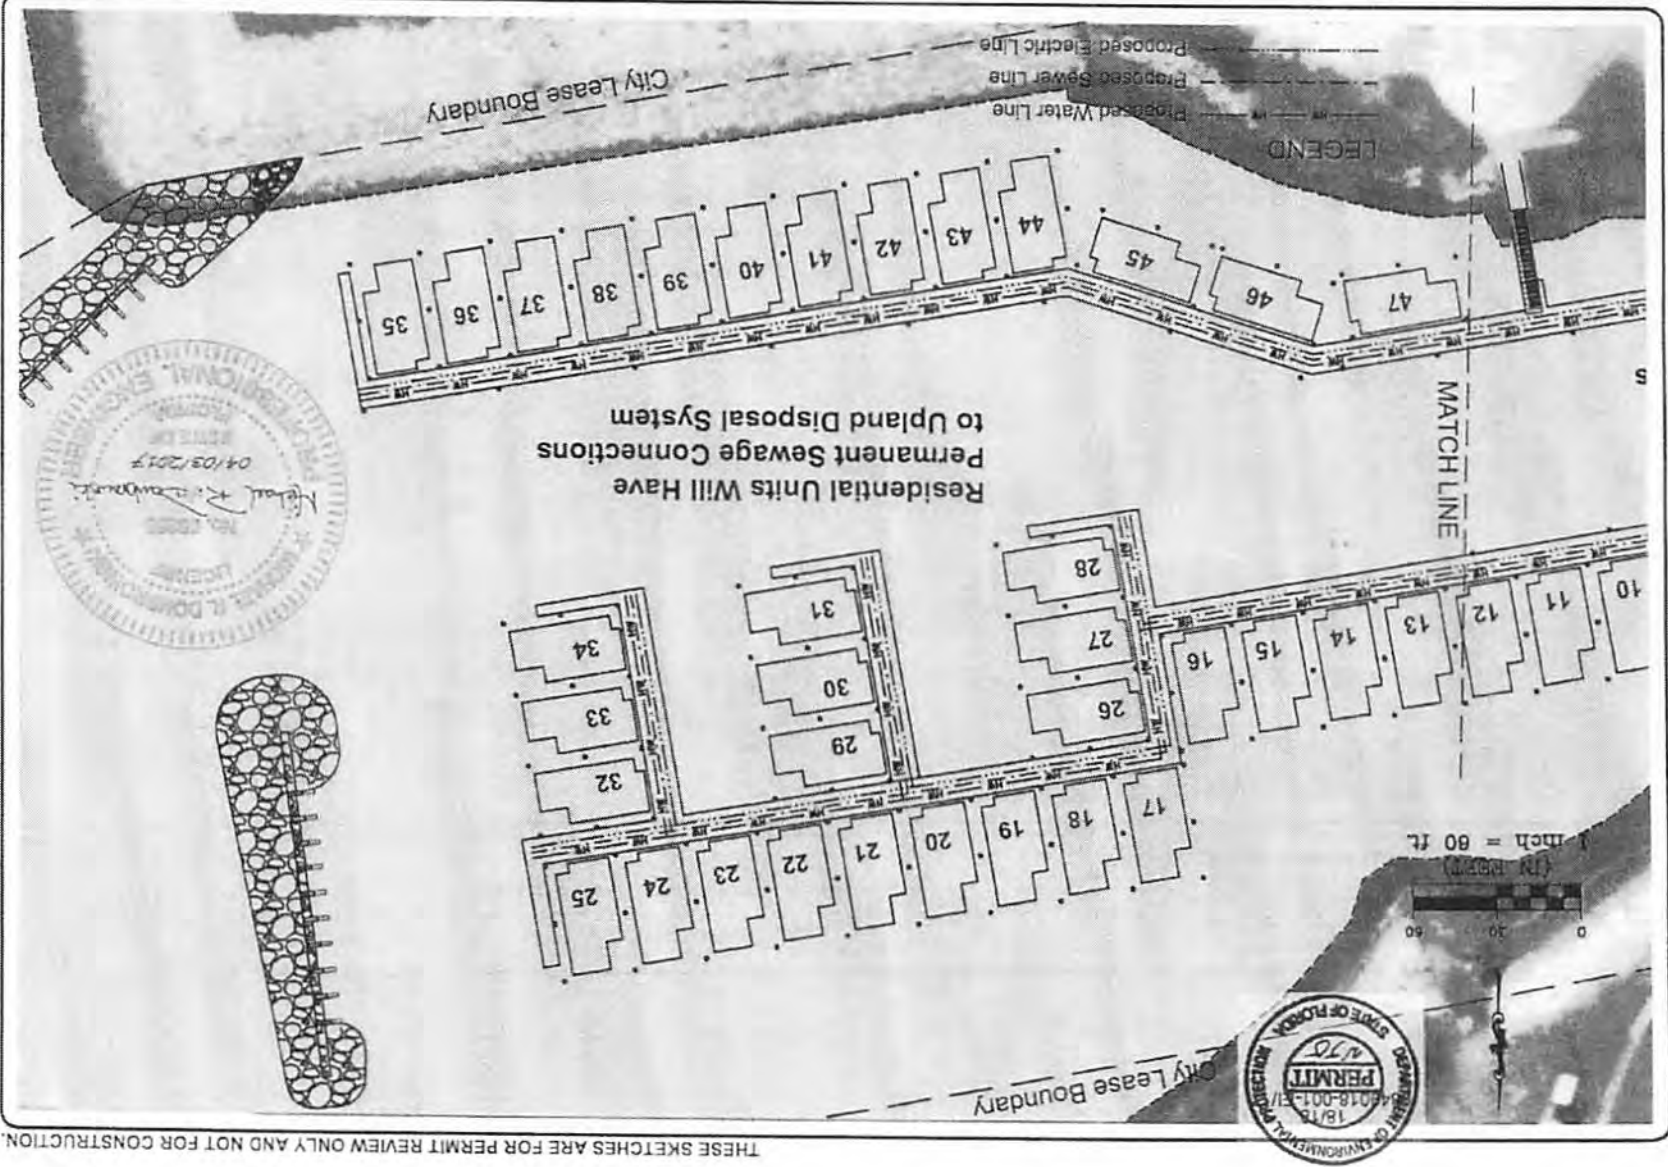 THESE SKETCHES ARE FOR PERMIT REVIEW ONLY AND NOT FOR CONSTRUCTION.
DEPARTMENT OF ENVIRONMENTAL PROTECTION
PERMIT
STATE OF FLORIDA
City Lease Boundary
0 30 60
(IN FEET)
1 inch = 60 ft
17
18
19
20
21
22
23
24
25
10
11
12
13
14
15
16
26
27
28
29
30
31
32
33
34
MATCH LINE
Residential Units Will Have
Permanent Sewage Connections
to Upland Disposal System
S
LICENSE
04/03/2017
STATE OF
PROFESSIONAL ENGINEER
47
46
45
44
43
42
41
40
39
38
37
36
35
LEGEND
Proposed Water Line
Proposed Sewer Line
Proposed Electric Line
City Lease Boundary